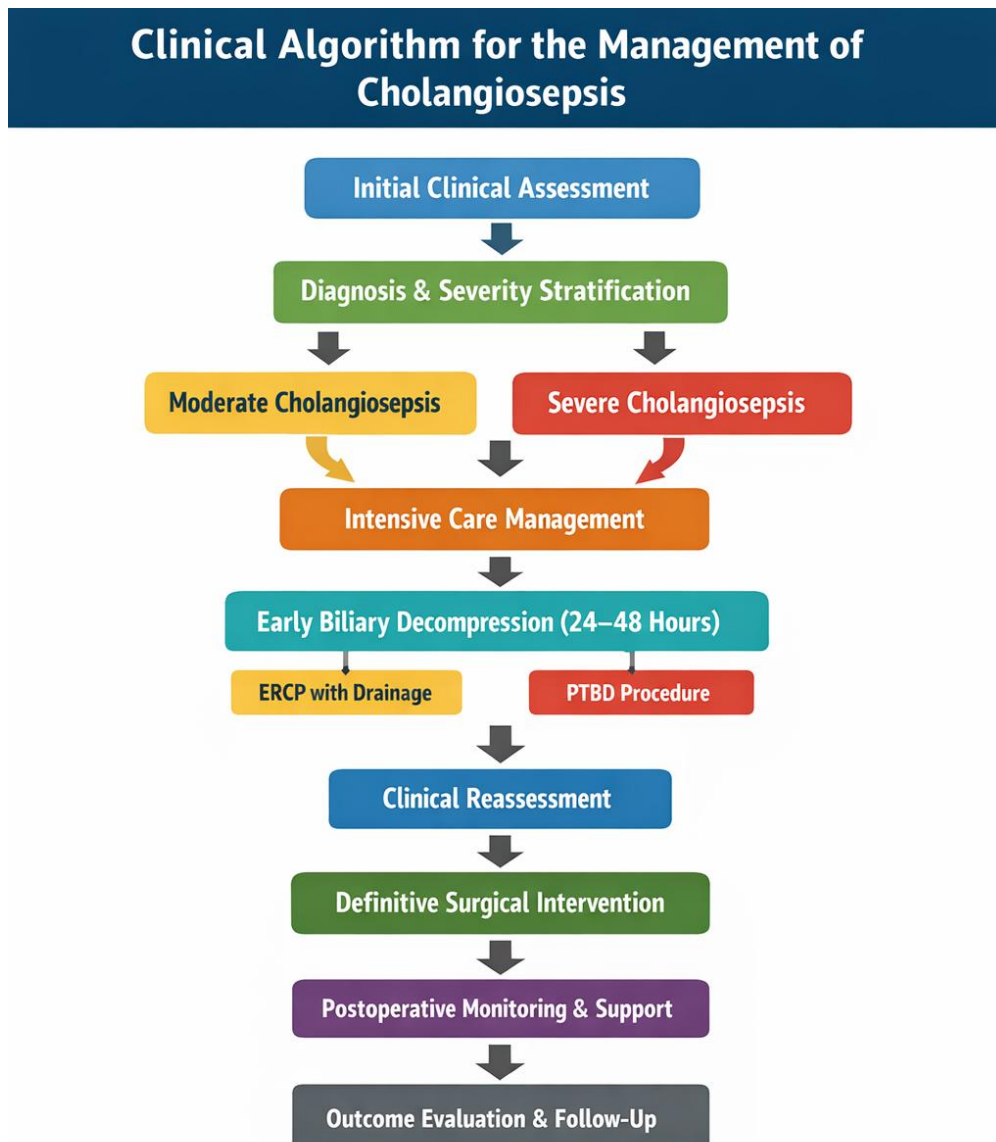 Clinical Algorithm for the Management of
Cholangiosepsis
Initial Clinical Assessment
Diagnosis & Severity Stratification
Moderate Cholangiosepsis
Severe Cholangiosepsis
Intensive Care Management
Early Biliary Decompression (24–48 Hours)
ERCP with Drainage
PTBD Procedure
Clinical Reassessment
Definitive Surgical Intervention
Postoperative Monitoring & Support
Outcome Evaluation & Follow-Up